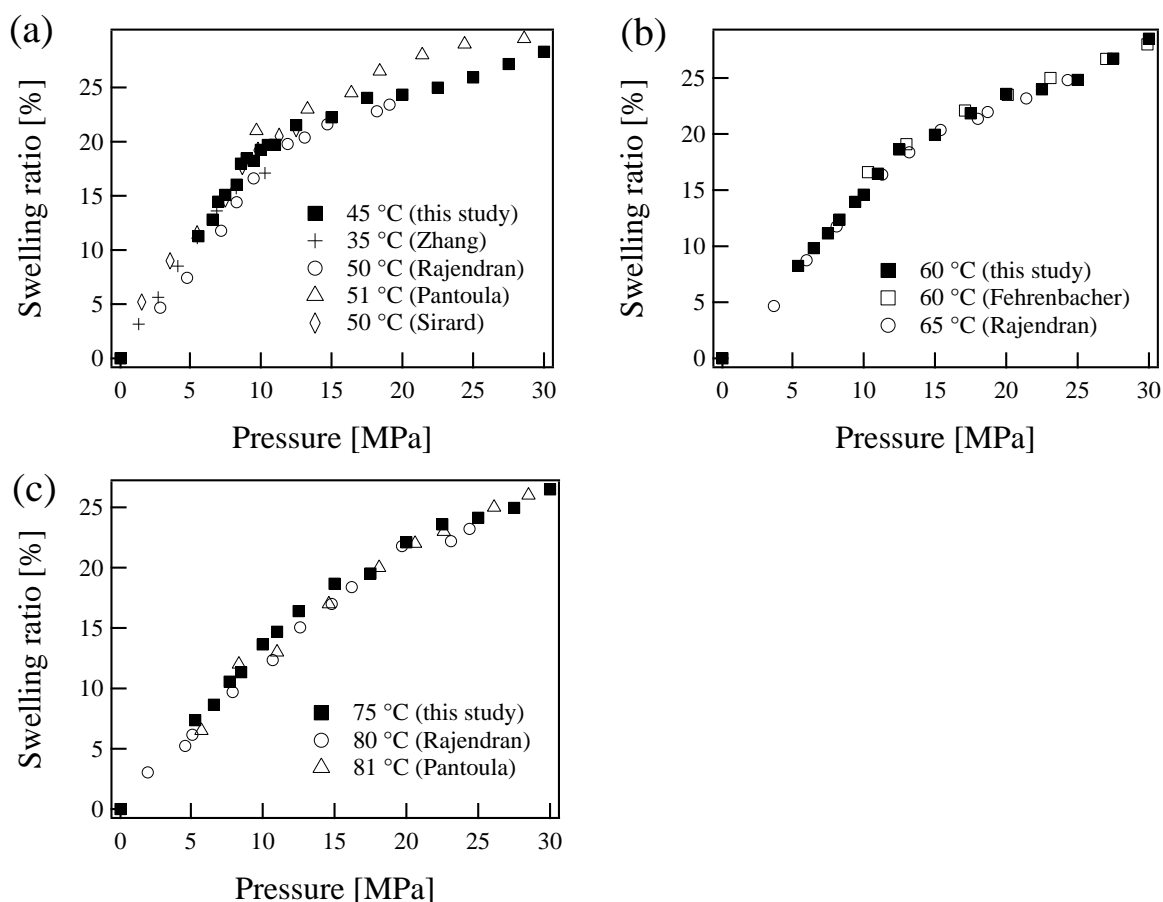 (a)
Swelling ratio [%]
25
20
15
10
5
0
45 °C (this study)
35 °C (Zhang)
50 °C (Rajendran)
51 °C (Pantoula)
50 °C (Sirard)
0 5 10 15 20 25 30
Pressure [MPa]
(b)
Swelling ratio [%]
25
20
15
10
5
0
60 °C (this study)
60 °C (Fehrenbacher)
65 °C (Rajendran)
0 5 10 15 20 25 30
Pressure [MPa]
(c)
Swelling ratio [%]
25
20
15
10
5
0
75 °C (this study)
80 °C (Rajendran)
81 °C (Pantoula)
0 5 10 15 20 25 30
Pressure [MPa]